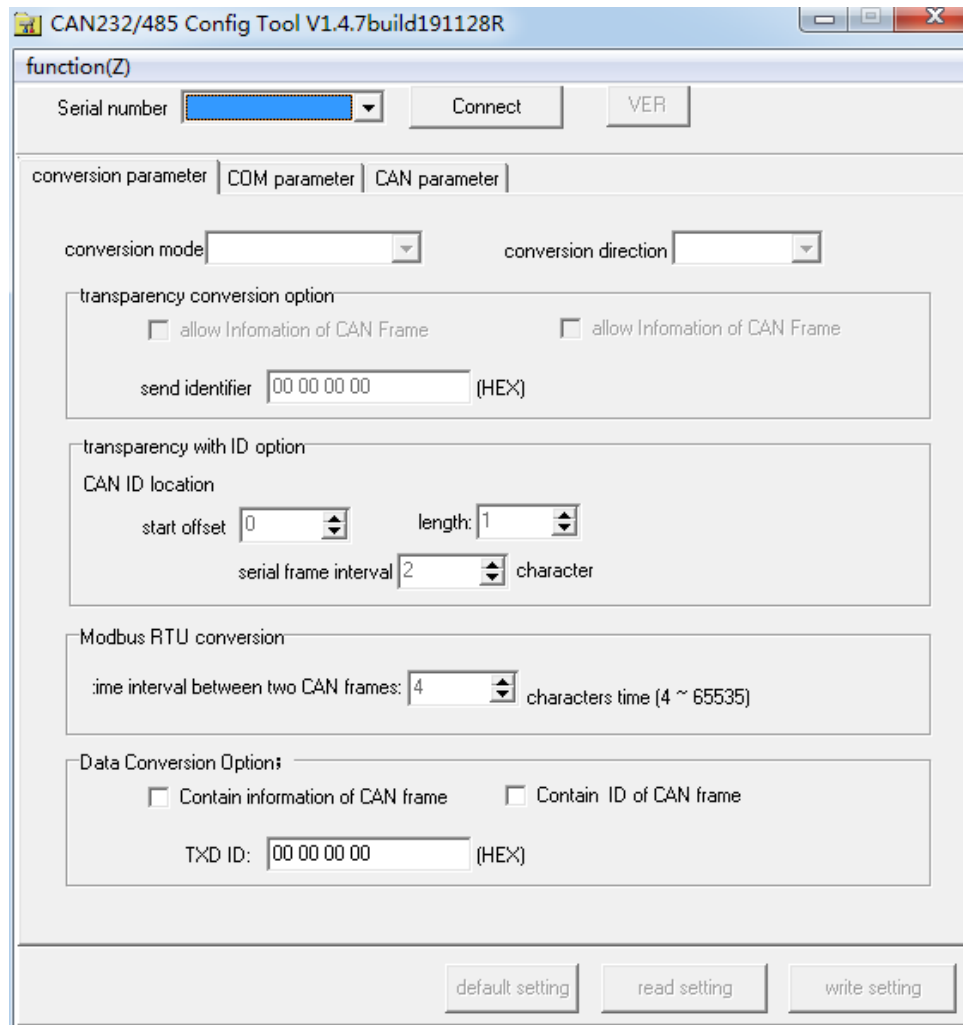 CAN232/485 Config Tool V1.4.7build191128R
function(Z)
Serial number Connect VER
conversion parameter COM parameter CAN parameter
conversion mode conversion direction
transparency conversion option
allow Infomation of CAN Frame allow Infomation of CAN Frame
send identifier 00 00 00 00 (HEX)
transparency with ID option
CAN ID location
start offset 0 length: 1
serial frame interval 2 character
Modbus RTU conversion
:ime interval between two CAN frames: 4 characters time (4 ~ 65535)
Data Conversion Option;
Contain information of CAN frame Contain ID of CAN frame
TXD ID: 00 00 00 00 (HEX)
default setting read setting write setting